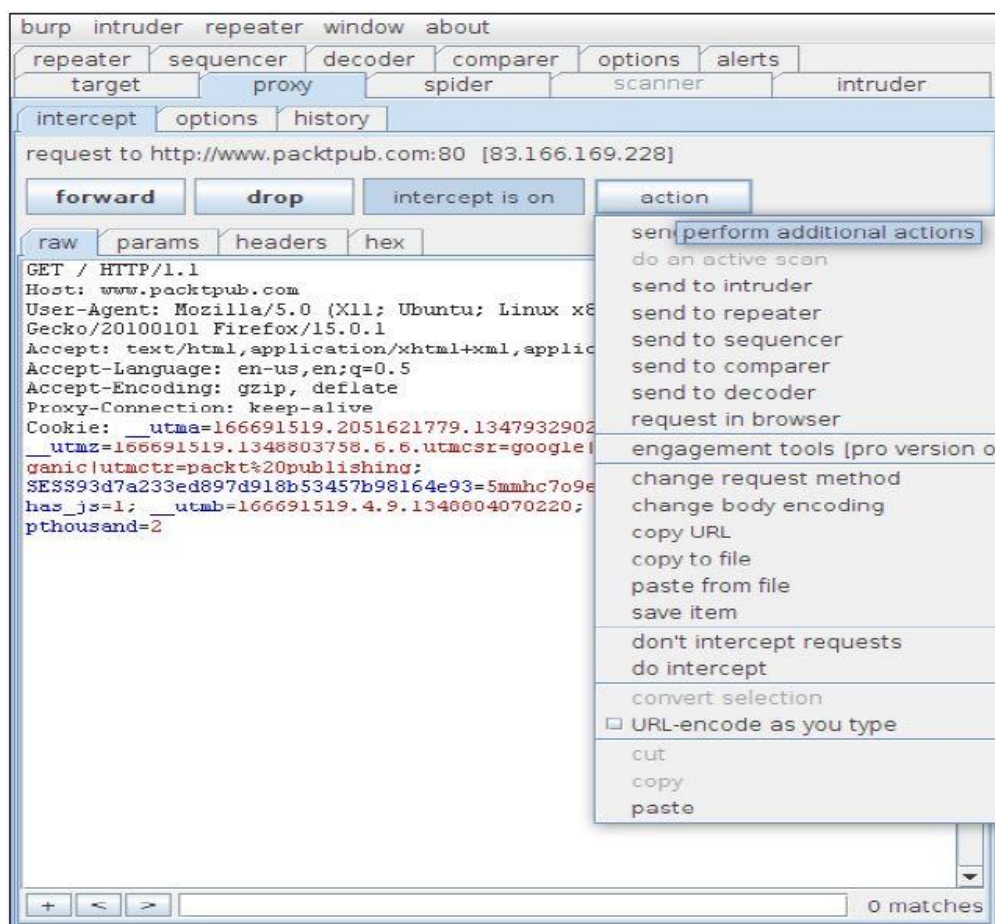 burp intruder repeater window about
repeater sequencer decoder comparer options alerts
target proxy spider scanner intruder
intercept options history
request to http://www.packtpub.com:80 [83.166.169.228]
forward drop intercept is on action
raw params headers hex
GET / HTTP/1.1
Host: www.packtpub.com
User-Agent: Mozilla/5.0 (X11; Ubuntu; Linux x8
Gecko/20100101 Firefox/15.0.1
Accept: text/html,application/xhtml+xml,applic
Accept-Language: en-us,en;q=0.5
Accept-Encoding: gzip, deflate
Proxy-Connection: keep-alive
Cookie: __utma=166691519.2051621779.1347932902
__utmz=166691519.1348803758.6.6.utmcsr=google|
ganic|utmctr=packt%20publishing;
SESS93d7a233ed897d918b53457b98164e93=5mmhc7o9e
has_js=1; __utmb=166691519.4.9.1348804070220;
pthousand=2
sen perform additional actions
do an active scan
send to intruder
send to repeater
send to sequencer
send to comparer
send to decoder
request in browser
engagement tools [pro version o
change request method
change body encoding
copy URL
copy to file
paste from file
save item
don't intercept requests
do intercept
convert selection
URL-encode as you type
cut
copy
paste
+ < > 0 matches